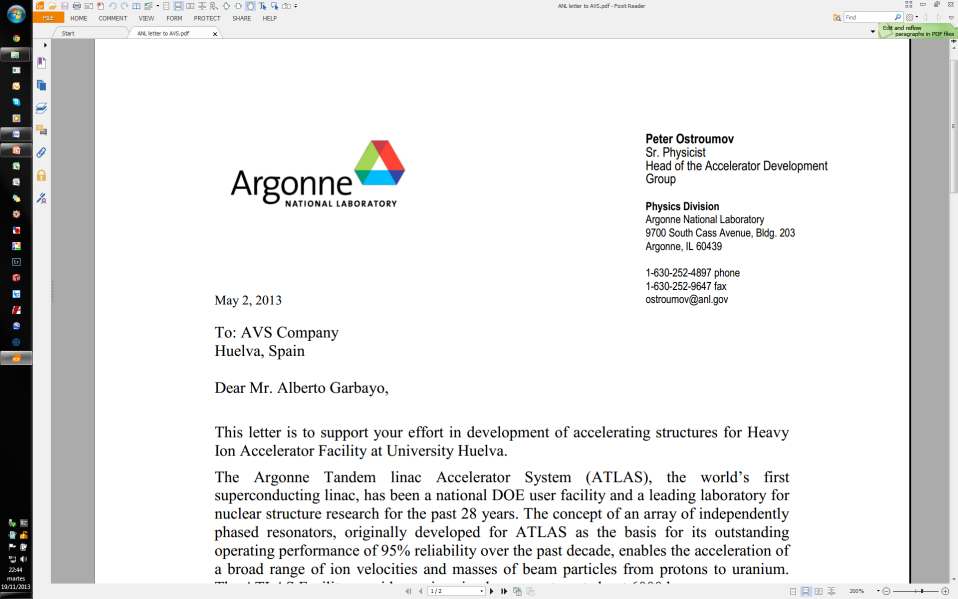 ANL letter to AVS.pdf - Foxit Reader
FILE HOME COMMENT VIEW FORM PROTECT SHARE HELP
Find
Edit and reflow
paragraphs in PDF files
Start
ANL letter to AVS.pdf
Argonne
NATIONAL LABORATORY
Peter Ostroumov
Sr. Physicist
Head of the Accelerator Development
Group
Physics Division
Argonne National Laboratory
9700 South Cass Avenue, Bldg. 203
Argonne, IL 60439
1-630-252-4897 phone
1-630-252-9647 fax
ostroumov@anl.gov
May 2, 2013
To: AVS Company
Huelva, Spain
Dear Mr. Alberto Garbayo,
This letter is to support your effort in development of accelerating structures for Heavy
Ion Accelerator Facility at University Huelva.
The Argonne Tandem linac Accelerator System (ATLAS), the world's first
superconducting linac, has been a national DOE user facility and a leading laboratory for
nuclear structure research for the past 28 years. The concept of an array of independently
phased resonators, originally developed for ATLAS as the basis for its outstanding
operating performance of 95% reliability over the past decade, enables the acceleration of
a broad range of ion velocities and masses of beam particles from protons to uranium.
22:44
martes
19/11/2013
1 / 2
200%